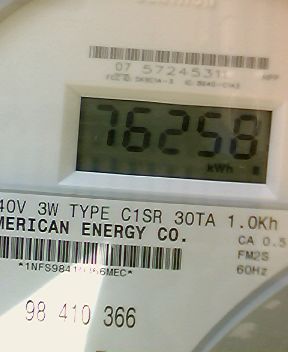 07 5724531
76258
kWh
40V 3W TYPE C1SR 30TA 1.0Kh
MERICAN ENERGY CO.
CA 0.5
FM2S
60Hz
98 410 366